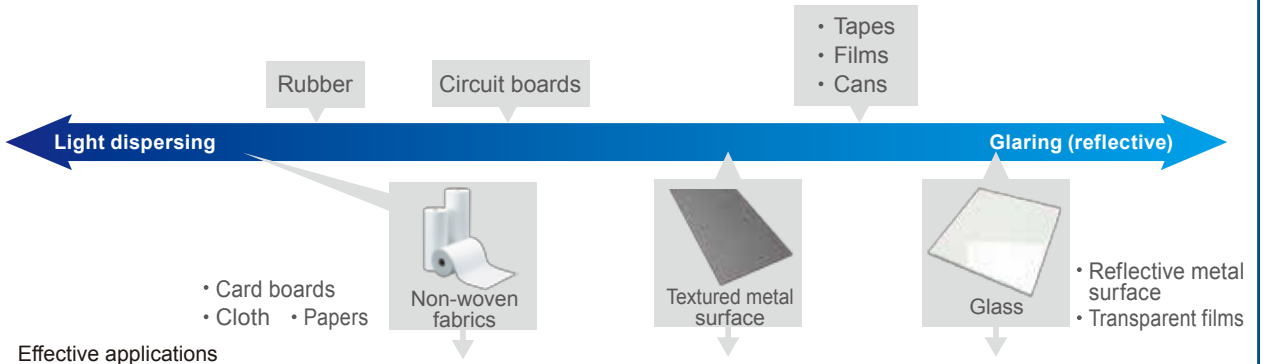 ・Tapes
・Films
・Cans
Rubber
Circuit boards
Light dispersing
Glaring (reflective)
・Card boards
・Cloth ・Papers
Non-woven
fabrics
Textured metal
surface
Glass
・Reflective metal
surface
・Transparent films
Effective applications